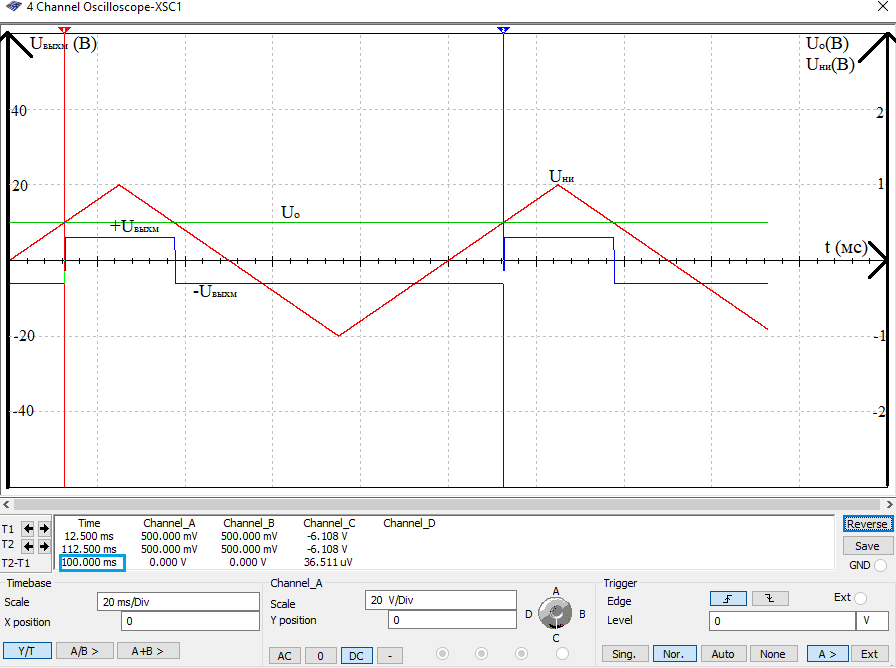 4 Channel Oscilloscope-XSC1
Uвыхм (В)
Uо(В)
Uни(В)
40
2
20
1
Uни
Uо
+Uвыхм
t (мс)
-Uвыхм
-20
-1
-40
-2
T1
T2
T2-T1
Time Channel_A Channel_B Channel_C Channel_D
12.500 ms 500.000 mV 500.000 mV -6.108 V
112.500 ms 500.000 mV 500.000 mV -6.108 V
100.000 ms 0.000 V 0.000 V 36.511 uV
Reverse
Save
GND
Timebase
Scale 20 ms/Div
X position 0
Y/T A/B > A+B >
Channel_A
Scale 20 V/Div
Y position 0
AC 0 DC -
A
B
C
D
Trigger
Edge
Ext
Level 0 V
Sing. Nor. Auto None A > Ext